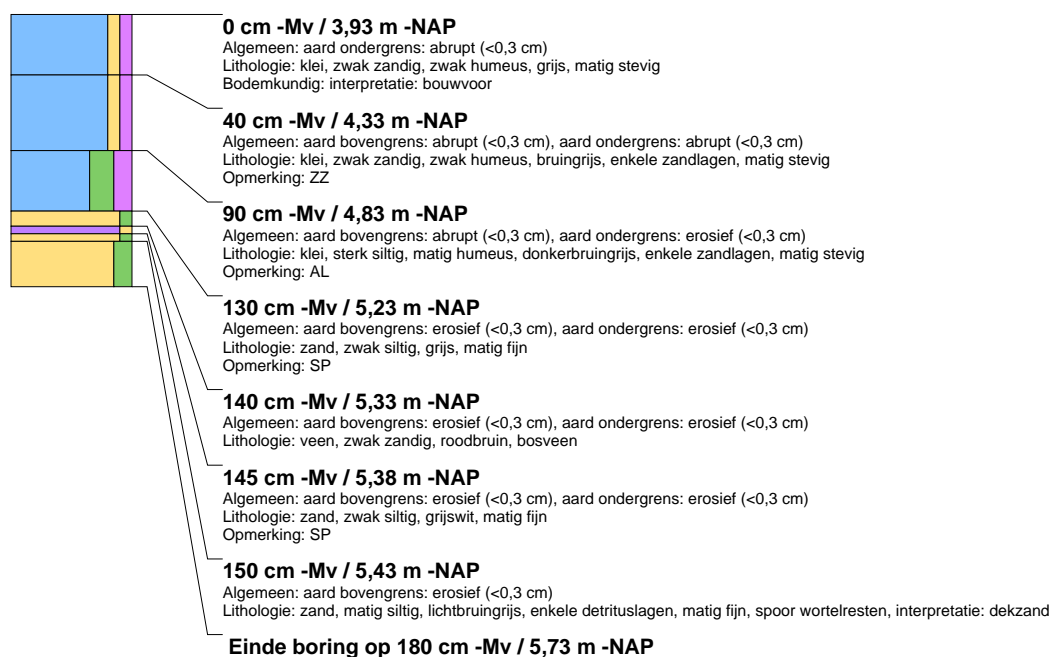 0 cm -Mv / 3,93 m -NAP
Algemeen: aard ondergrens: abrupt (<0,3 cm)
Lithologie: klei, zwak zandig, zwak humeus, grijs, matig stevig
Bodemkundig: interpretatie: bouwvoor
40 cm -Mv / 4,33 m -NAP
Algemeen: aard bovengrens: abrupt (<0,3 cm), aard ondergrens: abrupt (<0,3 cm)
Lithologie: klei, zwak zandig, zwak humeus, bruingrijs, enkele zandlagen, matig stevig
Opmerking: ZZ
90 cm -Mv / 4,83 m -NAP
Algemeen: aard bovengrens: abrupt (<0,3 cm), aard ondergrens: erosief (<0,3 cm)
Lithologie: klei, sterk siltig, matig humeus, donkerbruingrijs, enkele zandlagen, matig stevig
Opmerking: AL
130 cm -Mv / 5,23 m -NAP
Algemeen: aard bovengrens: erosief (<0,3 cm), aard ondergrens: erosief (<0,3 cm)
Lithologie: zand, zwak siltig, grijs, matig fijn
Opmerking: SP
140 cm -Mv / 5,33 m -NAP
Algemeen: aard bovengrens: erosief (<0,3 cm), aard ondergrens: erosief (<0,3 cm)
Lithologie: veen, zwak zandig, roodbruin, bosveen
145 cm -Mv / 5,38 m -NAP
Algemeen: aard bovengrens: erosief (<0,3 cm), aard ondergrens: erosief (<0,3 cm)
Lithologie: zand, zwak siltig, grijswit, matig fijn
Opmerking: SP
150 cm -Mv / 5,43 m -NAP
Algemeen: aard bovengrens: erosief (<0,3 cm)
Lithologie: zand, matig siltig, lichtbruingrijs, enkele detrituslagen, matig fijn, spoor wortelresten, interpretatie: dekzand
Einde boring op 180 cm -Mv / 5,73 m -NAP